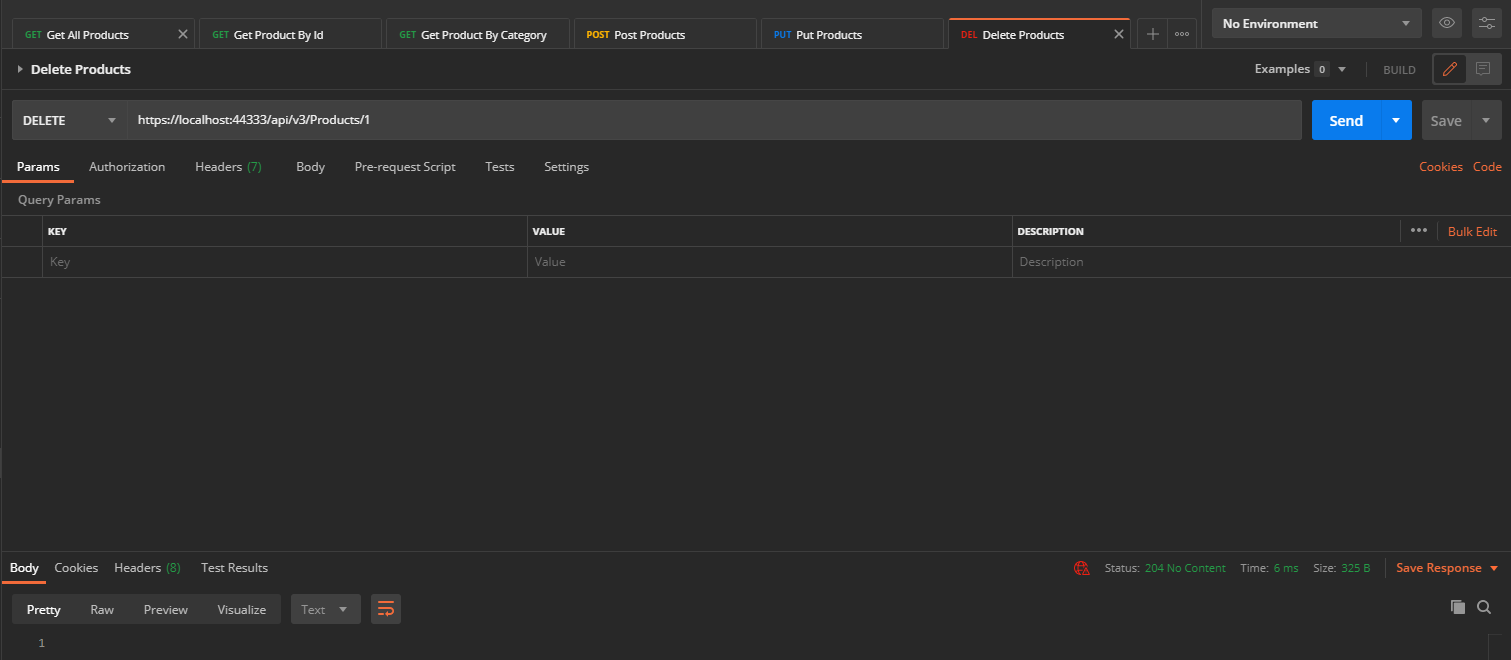 GET Get All Products GET Get Product By Id GET Get Product By Category POST Post Products PUT Put Products DEL Delete Products No Environment
Delete Products Examples 0 BUILD
DELETE https://localhost:44333/api/v3/Products/1 Send Save
Params Authorization Headers (7) Body Pre-request Script Tests Settings Cookies Code
Query Params
KEY VALUE DESCRIPTION Bulk Edit
Key Value Description
Body Cookies Headers (8) Test Results Status: 204 No Content Time: 6 ms Size: 325 B Save Response
Pretty Raw Preview Visualize Text
1